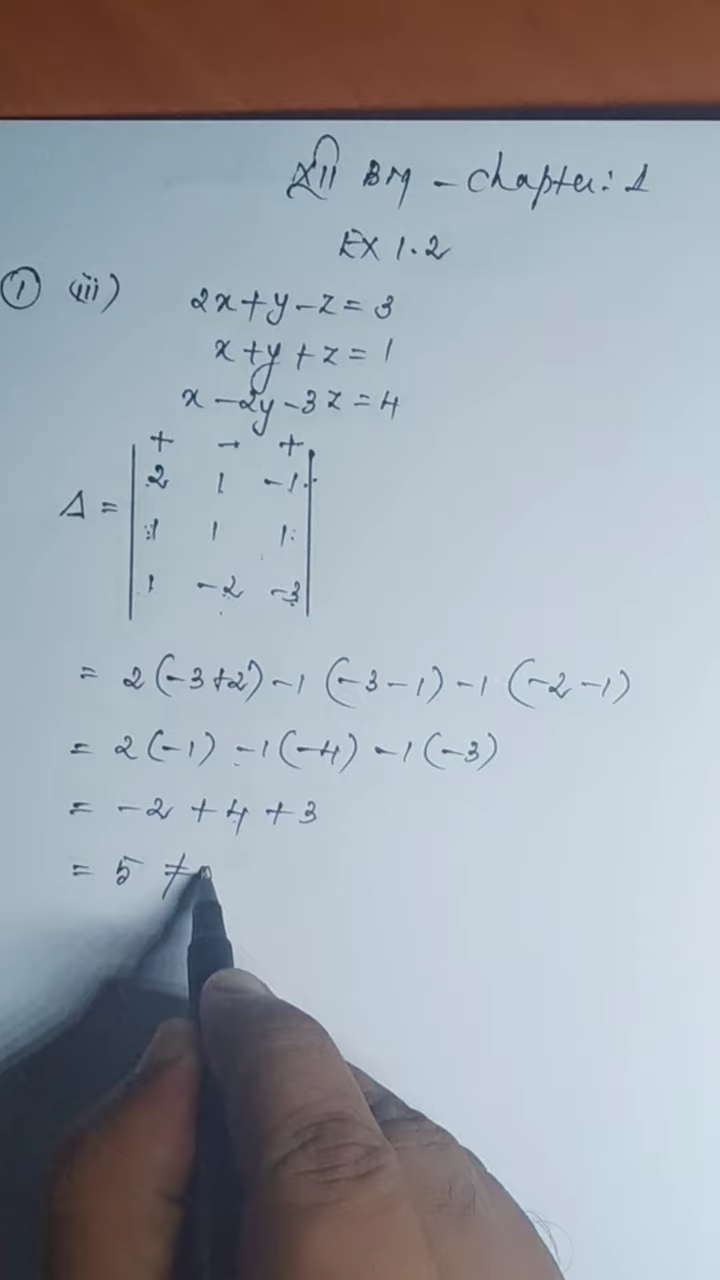 XII BM - chapter: 1
EX 1.2
① (iii) 2x+y-z=3
x+y+z=1
x-2y-3z=4
+ - +
2 1 -1
Δ =
1 1 1
1 -2 -3
= 2(-3+2)-1(-3-1)-1(-2-1)
= 2(-1)-1(-4)-1(-3)
= -2+4+3
= 5 ≠ 0